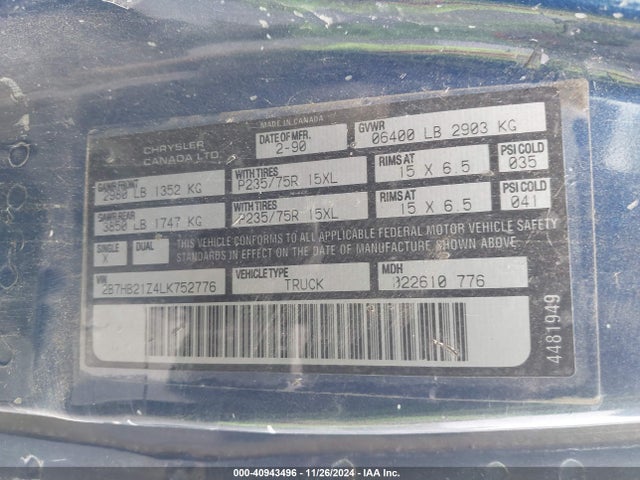 MADE IN CANADA
CHRYSLER CANADA LTD.
DATE OF MFR. 2-90
GVWR 06400 LB 2903 KG
GAWR FRONT 2980 LB 1352 KG
WITH TIRES P235/75R 15XL
RIMS AT 15 X 6.5
PSI COLD 035
GAWR REAR 3850 LB 1747 KG
WITH TIRES P235/75R 15XL
RIMS AT 15 X 6.5
PSI COLD 041
SINGLE X DUAL
THIS VEHICLE CONFORMS TO ALL APPLICABLE FEDERAL MOTOR VEHICLE SAFETY
STANDARDS IN EFFECT ON THE DATE OF MANUFACTURE SHOWN ABOVE.
VIN 2B7HB21Z4LK752776
VEHICLE TYPE TRUCK
MDH 022610 776
4481949
000-40943496 - 11/26/2024 - IAA Inc.